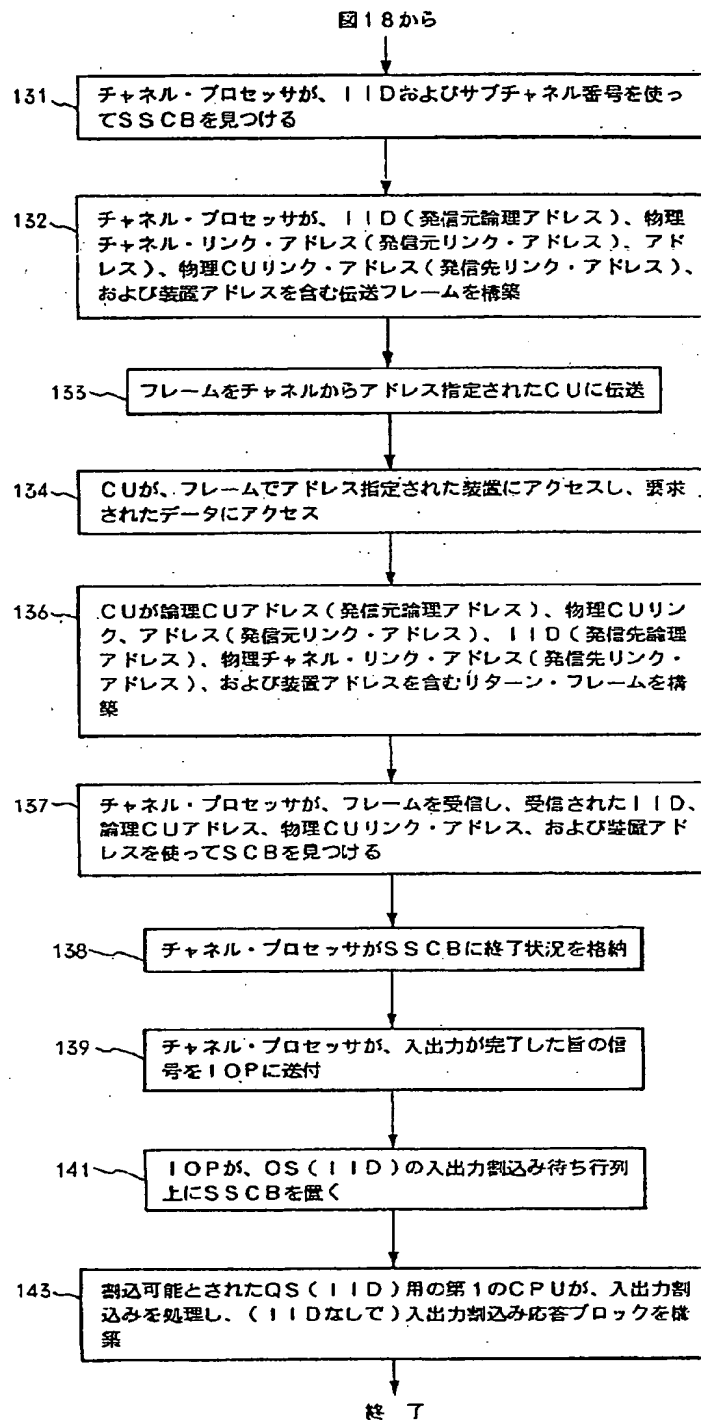 図18から
131
チャネル・プロセッサが、IIDおよびサブチャネル番号を使っ
てSSCBを見つける
132
チャネル・プロセッサが、IID(発信元論理アドレス)、物理
チャネル・リンク・アドレス(発信元リンク・アドレス)、アド
レス)、物理CUリンク・アドレス(発信先リンク・アドレス)、
および装置アドレスを含む伝送フレームを構築
133
フレームをチャネルからアドレス指定されたCUに伝送
134
CUが、フレームでアドレス指定された装置にアクセスし、要求
されたデータにアクセス
136
CUが論理CUアドレス(発信元論理アドレス)、物理CUリン
ク、アドレス(発信元リンク・アドレス)、IID(発信先論理
アドレス)、物理チャネル・リンク・アドレス(発信先リンク・
アドレス)、および装置アドレスを含むリターン・フレームを構
築
137
チャネル・プロセッサが、フレームを受信し、受信されたIID、
論理CUアドレス、物理CUリンク・アドレス、および装置アド
レスを使ってSCBを見つける
138
チャネル・プロセッサがSSCBに終了状況を格納
139
チャネル・プロセッサが、入出力が完了した旨の信
号をIOPに送付
141
IOPが、OS(IID)の入出力割込み待ち行列
上にSSCBを置く
143
割込可能とされたQS(IID)用の第1のCPUが、入出力割
込みを処理し、(IIDなしで)入出力割込み応答ブロックを構
築
終 了